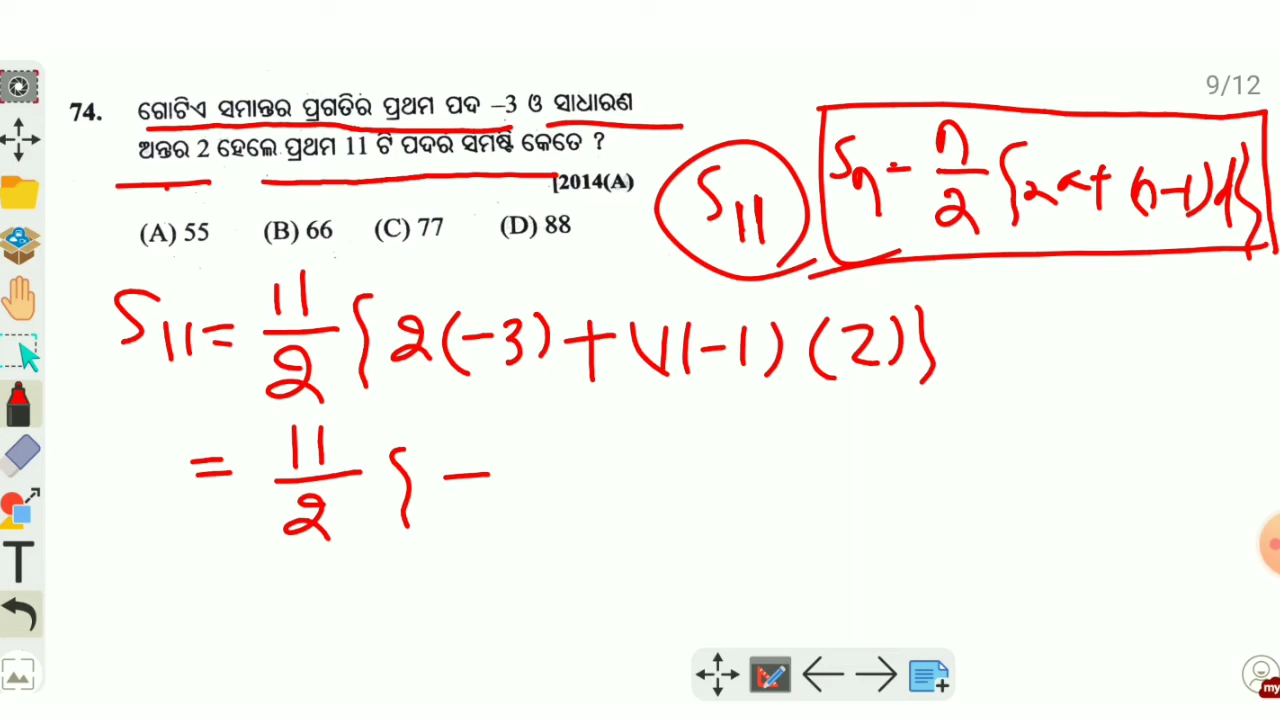 9/12
74. ଗୋଟିଏ ସମାନ୍ତର ପ୍ରଗତିର ପ୍ରଥମ ପଦ –3 ଓ ସାଧାରଣ
ଅନ୍ତର 2 ହେଲେ ପ୍ରଥମ 11 ଟି ପଦର ସମଷ୍ଟି କେତେ ?
[2014(A)
(A) 55 (B) 66 (C) 77 (D) 88
S11
Sn = n/2 {2a+ (n-1)d}
S11 = 11/2 {2(-3)+11-1)(2)}
= 11/2 { -
T
my